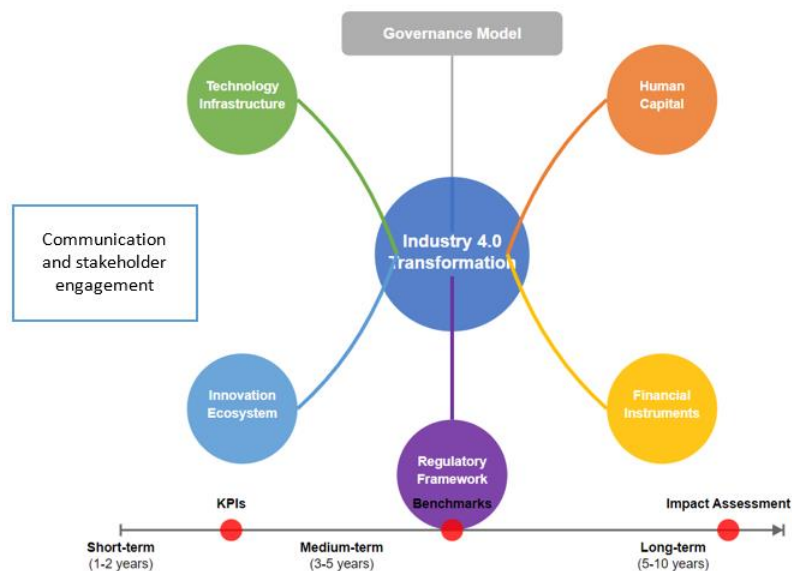 Governance Model
Technology
Infrastructure
Human
Capital
Communication
and stakeholder
engagement
Industry 4.0
Transformation
Innovation
Ecosystem
Financial
Instruments
Regulatory
Framework
KPIs
Benchmarks
Impact Assessment
Short-term
(1-2 years)
Medium-term
(3-5 years)
Long-term
(5-10 years)